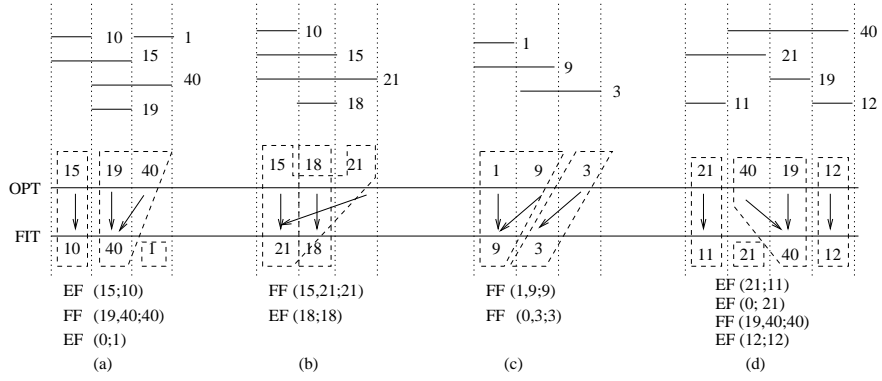 10 1 10 1 40
15 15 9 21
40 21 3 19
19 18 11 12
15 19 40 15 18 21 1 9 3 21 40 19 12
OPT
FIT
10 40 1 21 18 9 3 11 21 40 12
EF (15;10) FF (15,21;21) FF (1,9;9) EF (21;11)
FF (19,40;40) EF (18;18) FF (0,3;3) EF (0; 21)
EF (0;1) FF (19,40;40)
EF (12;12)
(a) (b) (c) (d)